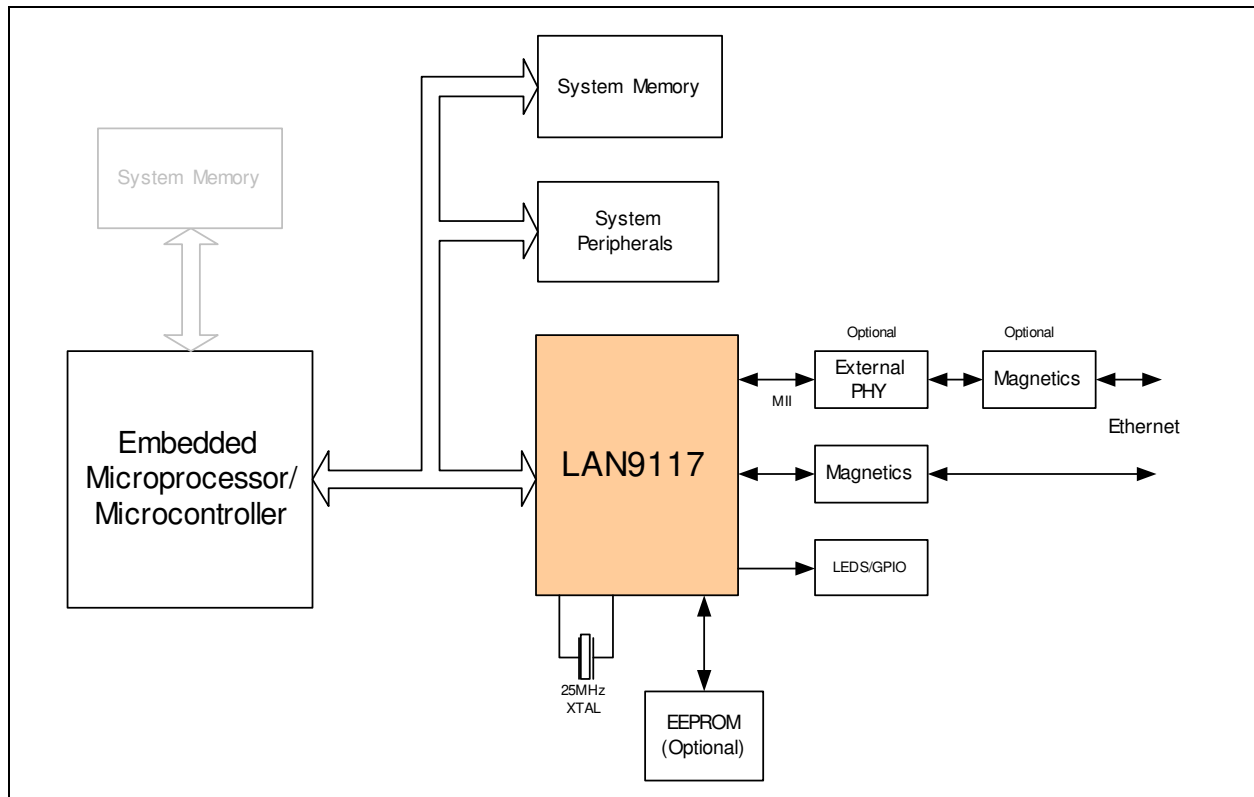 System Memory
System Memory
System
Peripherals
Embedded
Microprocessor/
Microcontroller
LAN9117
Optional
External
PHY
MII
Optional
Magnetics
Ethernet
Magnetics
LEDS/GPIO
25MHz
XTAL
EEPROM
(Optional)